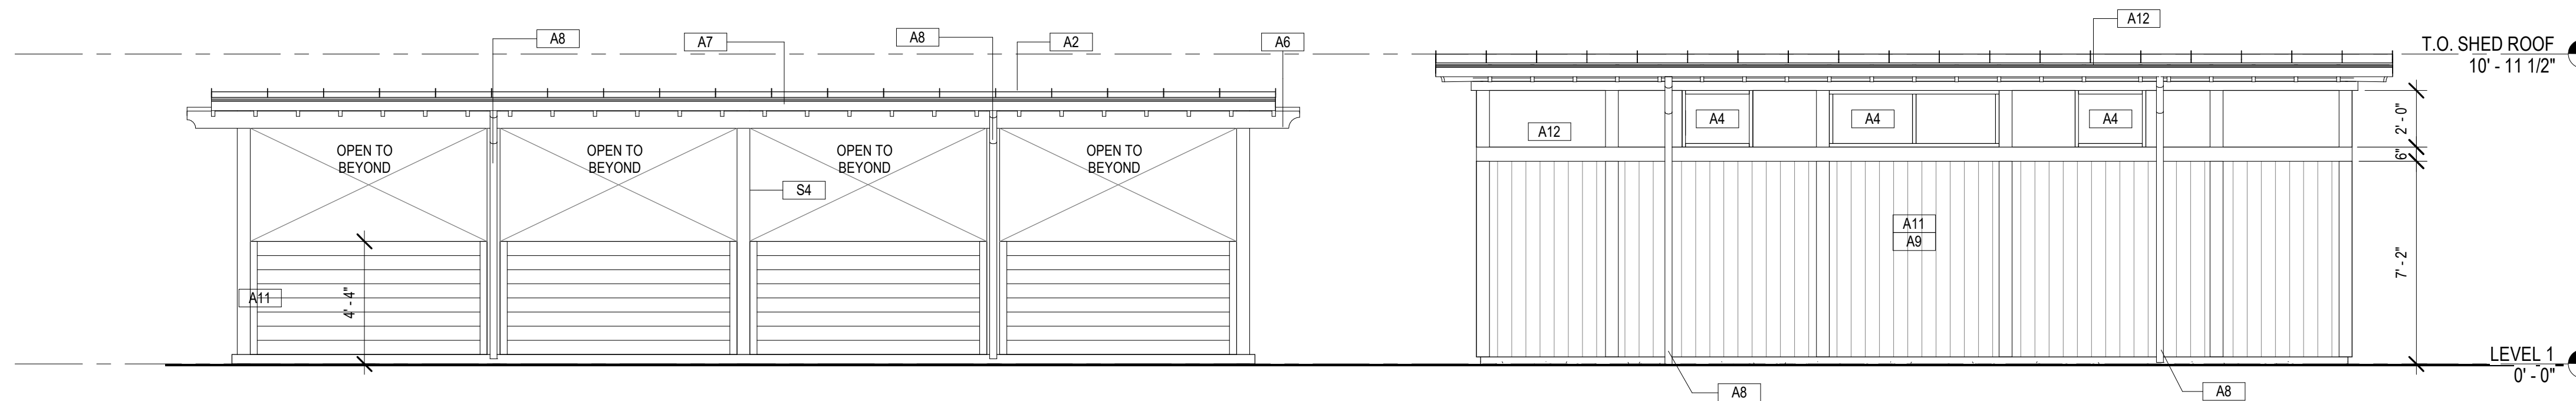 A8
A7
A8
A2
A6
A12
T.O. SHED ROOF
10' - 11 1/2"
OPEN TO
BEYOND
OPEN TO
BEYOND
OPEN TO
BEYOND
OPEN TO
BEYOND
S4
A11
4' - 4"
A12
A4
A4
A4
2' - 0"
6"
A11
A9
7' - 2"
LEVEL 1
0' - 0"
A8
A8